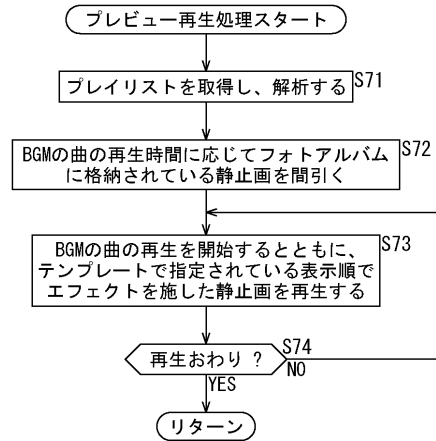 プレビュー再生処理スタート
プレイリストを取得し、解析する
S71
BGMの曲の再生時間に応じてフォトアルバム
に格納されている静止画を間引く
S72
BGMの曲の再生を開始するとともに、
テンプレートで指定されている表示順で
エフェクトを施した静止画を再生する
S73
再生おわり ?
S74
NO
YES
リターン